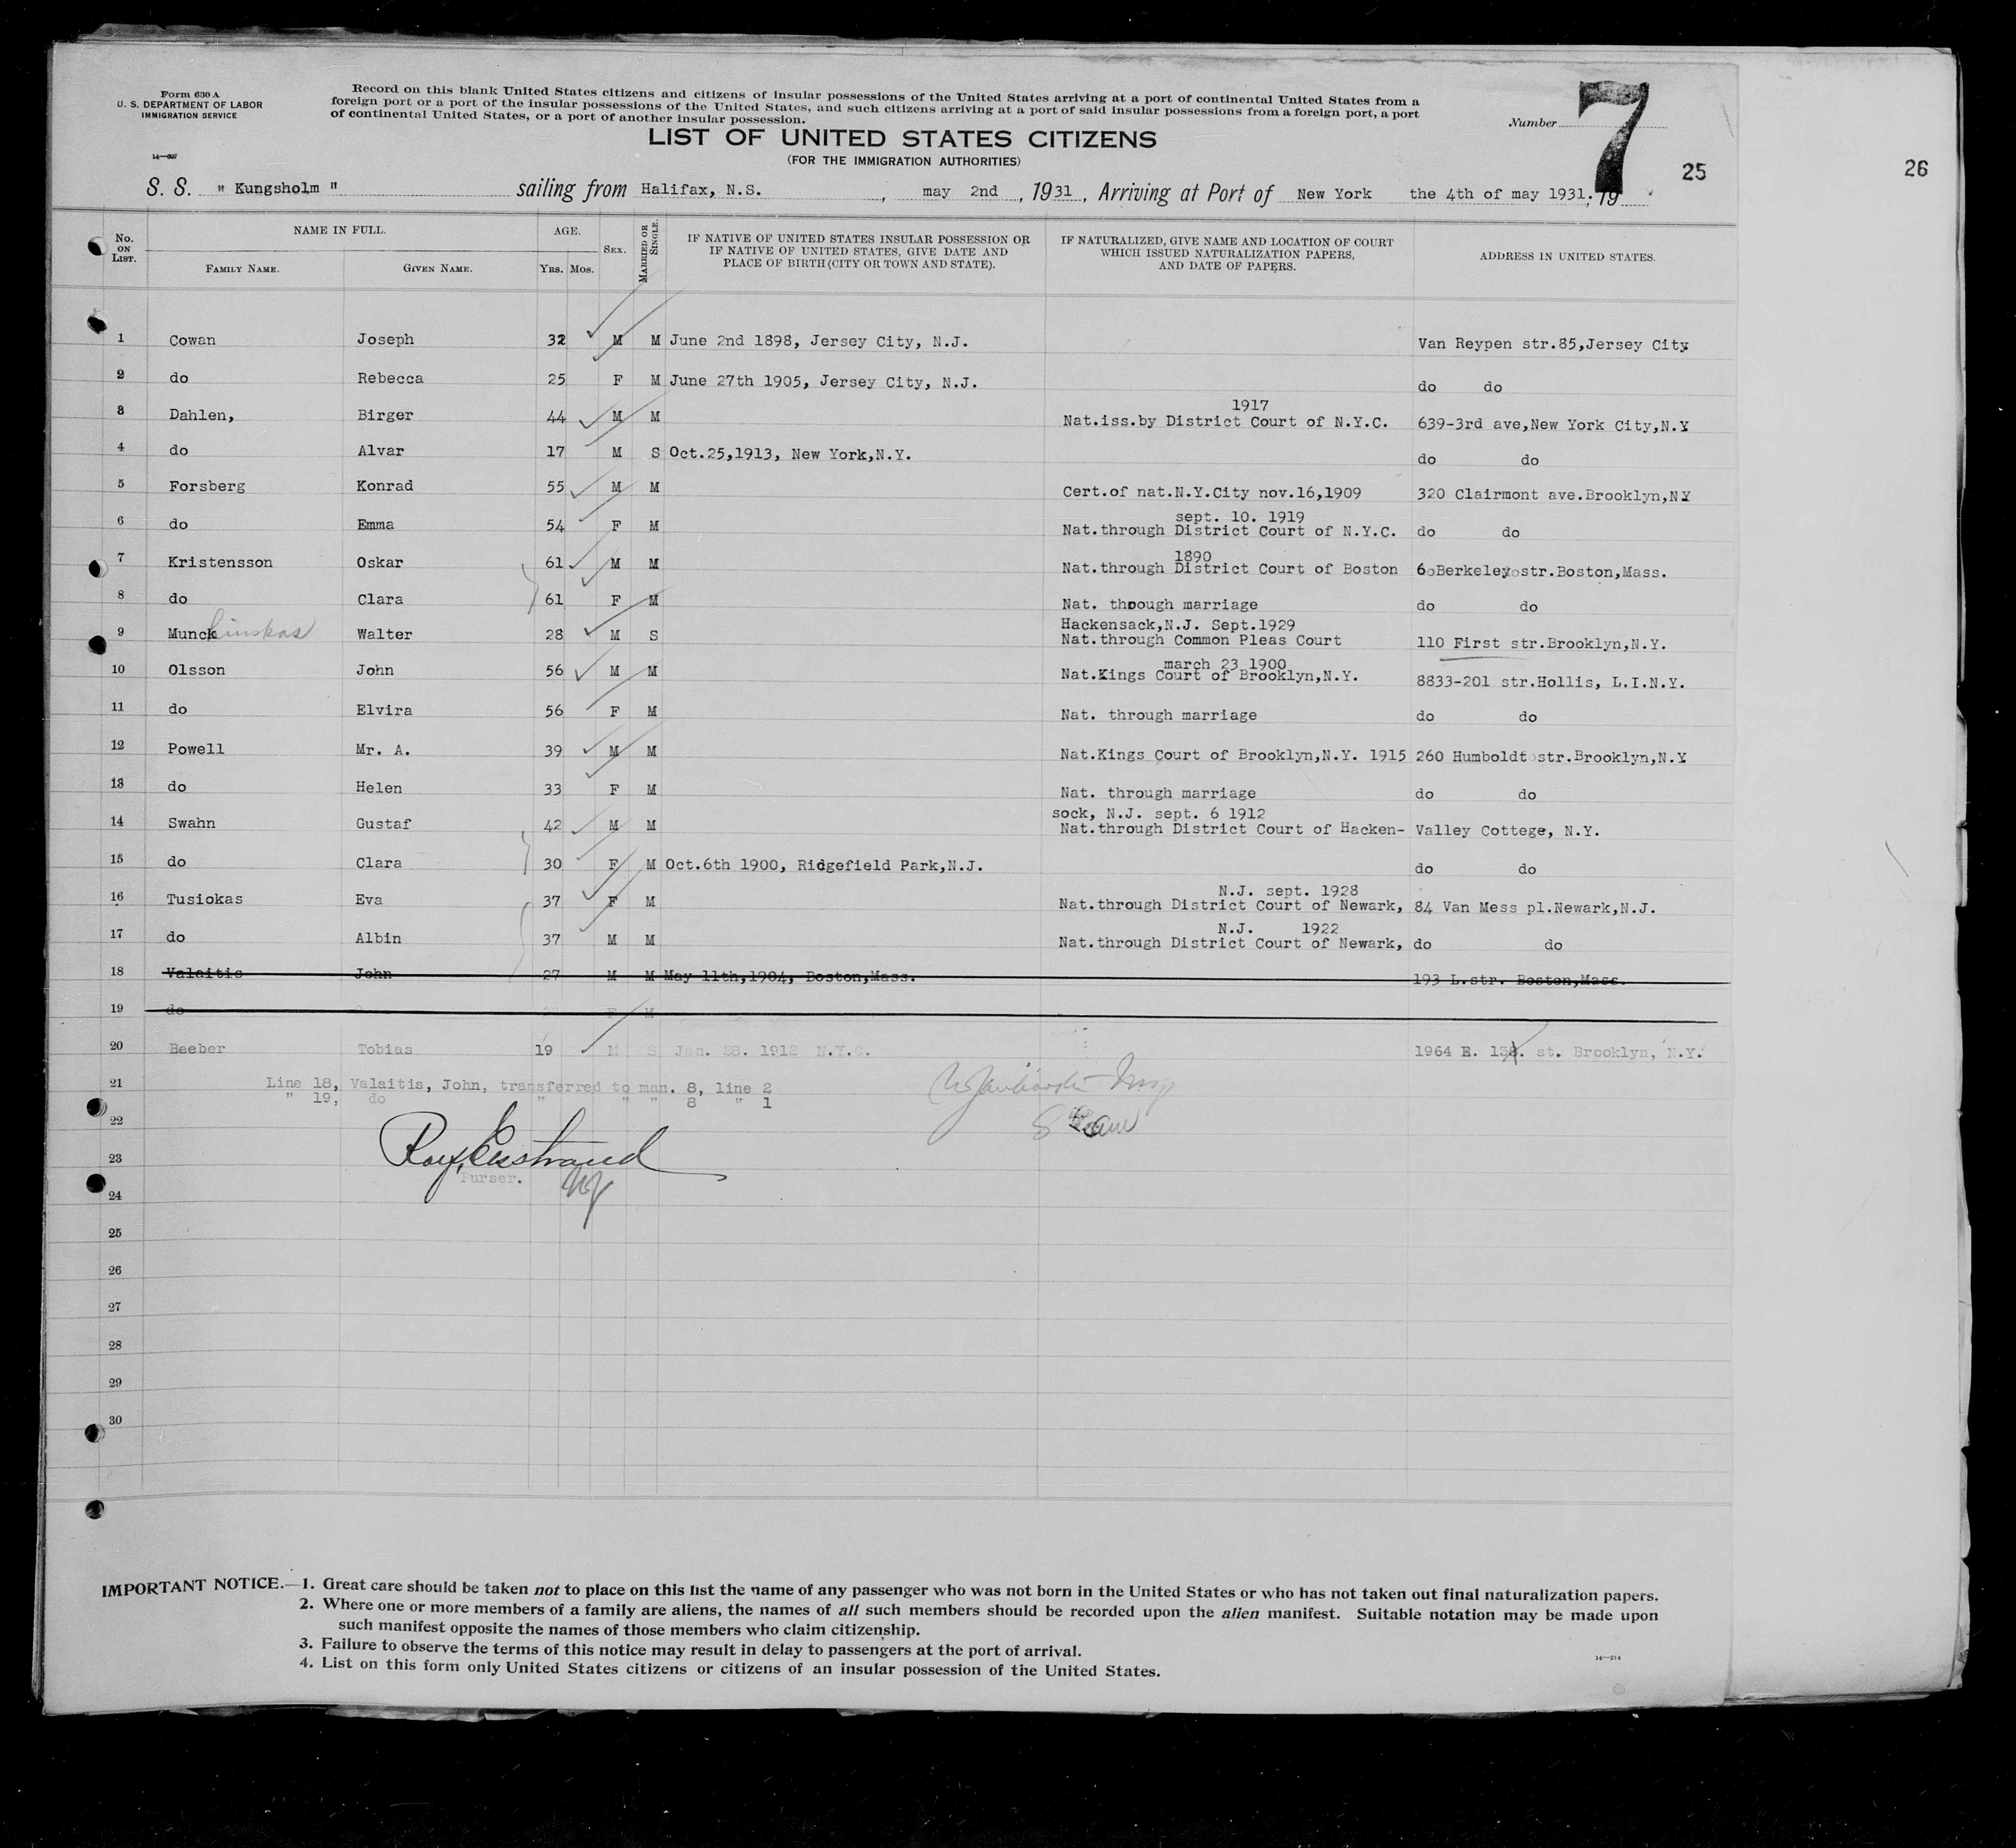 Form 630 A
U. S. DEPARTMENT OF LABOR
IMMIGRATION SERVICE
14—607
Record on this blank United States citizens and citizens of insular possessions of the United States arriving at a port of continental United States from a
foreign port or a port of the insular possessions of the United States, and such citizens arriving at a port of said insular possessions from a foreign port, a port
of continental United States, or a port of another insular possession.
LIST OF UNITED STATES CITIZENS
(FOR THE IMMIGRATION AUTHORITIES)
Number 7
25
26
S. S. " Kungsholm " sailing from Halifax, N.S. , may 2nd , 1931 , Arriving at Port of New York the 4th of may 1931. , 19
No. ON LIST. NAME IN FULL. FAMILY NAME. GIVEN NAME. AGE. YRS. MOS. SEX. MARRIED OR SINGLE. IF NATIVE OF UNITED STATES INSULAR POSSESSION OR IF NATIVE OF UNITED STATES, GIVE DATE AND PLACE OF BIRTH (CITY OR TOWN AND STATE). IF NATURALIZED, GIVE NAME AND LOCATION OF COURT WHICH ISSUED NATURALIZATION PAPERS, AND DATE OF PAPERS. ADDRESS IN UNITED STATES.
1 Cowan Joseph 32 M M June 2nd 1898, Jersey City, N.J. Van Reypen str.85,Jersey City
2 do Rebecca 25 F M June 27th 1905, Jersey City, N.J. do do
1917
3 Dahlen, Birger 44 M M Nat.iss.by District Court of N.Y.C. 639-3rd ave,New York City,N.Y
4 do Alvar 17 M S Oct.25,1913, New York,N.Y. do do
5 Forsberg Konrad 55 M M Cert.of nat.N.Y.City nov.16,1909 320 Clairmont ave.Brooklyn,NY
sept. 10. 1919
6 do Emma 54 F M Nat.through District Court of N.Y.C. do do
1890
7 Kristensson Oskar 61 M M Nat.through District Court of Boston 6 Berkeley str.Boston,Mass.
8 do Clara 61 F M Nat. thoough marriage do do
Hackensack,N.J. Sept.1929
9 Munck Walter 28 M S Nat.through Common Pleas Court 110 First str.Brooklyn,N.Y.
march 23 1900
10 Olsson John 56 M M Nat.Kings Court of Brooklyn,N.Y. 8833-201 str.Hollis, L.I.N.Y.
11 do Elvira 56 F M Nat. through marriage do do
12 Powell Mr. A. 39 M M Nat.Kings Court of Brooklyn,N.Y. 1915 260 Humboldt str.Brooklyn,N.Y
13 do Helen 33 F M Nat. through marriage do do
sock, N.J. sept. 6 1912
14 Swahn Gustaf 42 M M Nat.through District Court of Hacken- Valley Cottege, N.Y.
15 do Clara 30 F M Oct.6th 1900, Ridgefield Park,N.J. do do
N.J. sept. 1928
16 Tusiokas Eva 37 F M Nat.through District Court of Newark, 84 Van Mess pl.Newark,N.J.
N.J. 1922
17 do Albin 37 M M Nat.through District Court of Newark, do do
18 Valaitis John 27 M M May 11th,1904, Boston,Mass. 193 L.str. Boston,Mass.
19 do F M
20 Beeber Tobias 19 M S Jan. 28. 1912 N.Y.C. 1964 E. 13 st. Brooklyn, N.Y.
21 Line 18, Valaitis, John, transferred to man. 8, line 2
" 19, do " " " 8 " 1
22
23
Purser.
24
25
26
27
28
29
30
IMPORTANT NOTICE.—1. Great care should be taken not to place on this list the name of any passenger who was not born in the United States or who has not taken out final naturalization papers.
2. Where one or more members of a family are aliens, the names of all such members should be recorded upon the alien manifest. Suitable notation may be made upon
such manifest opposite the names of those members who claim citizenship.
3. Failure to observe the terms of this notice may result in delay to passengers at the port of arrival.
4. List on this form only United States citizens or citizens of an insular possession of the United States.
14—214